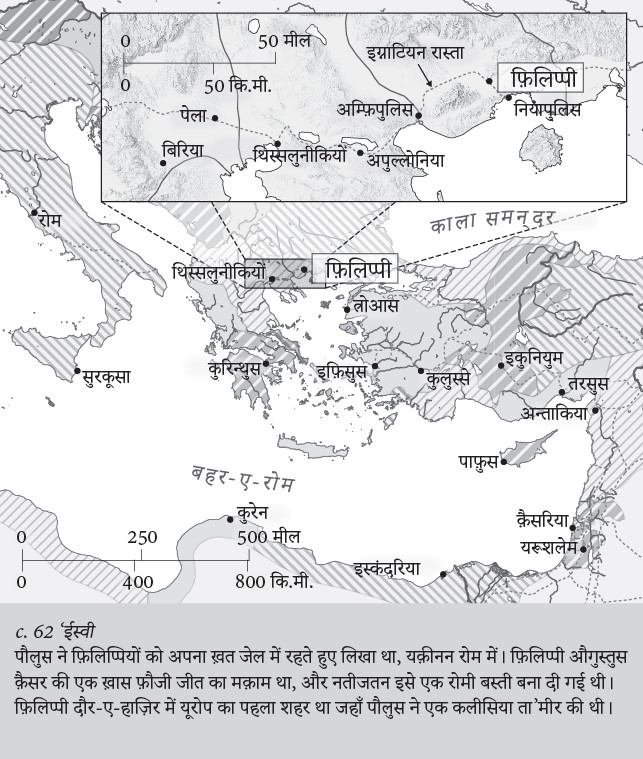 0 50 मील
0 50 कि.मी.
इग्नाटियन रास्ता
फ़िलिप्पी
नियापुलिस
अम्फ़िपुलिस
पेला
बिरिया
थिस्सलुनीकियों
अपुल्लोनिया
रोम
काला समन्दर
थिस्सलुनीकियों
फ़िलिप्पी
त्रोआस
सुरकूसा
कुरिन्थुस
इफ़िसुस
कुलुस्से
इकुनियुम
तरसुस
अन्ताकिया
पाफ़ुस
बहर-ए-रोम
कुरेन
क़ैसरिया
यरूशलेम
इस्कंदरिया
0 250 500 मील
0 400 800 कि.मी.
c. 62 ‘ईस्वी
पौलुस ने फ़िलिप्पियों को अपना ख़त जेल में रहते हुए लिखा था, यक़ीनन रोम में। फ़िलिप्पी औगुस्तुस
क़ैसर की एक ख़ास फ़ौजी जीत का मक़ाम था, और नतीजतन इसे एक रोमी बस्ती बना दी गई थी।
फ़िलिप्पी दौर-ए-हाज़िर में यूरोप का पहला शहर था जहाँ पौलुस ने एक कलीसिया ता’मीर की थी।